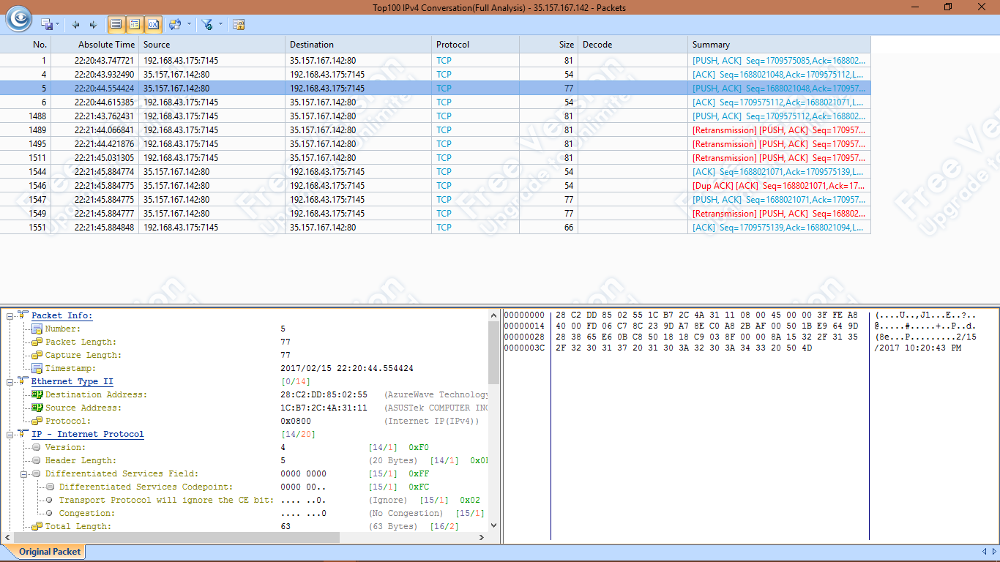 Top100 IPv4 Conversation(Full Analysis) - 35.157.167.142 - Packets
No. Absolute Time Source Destination Protocol Size Decode Summary
1 22:20:43.747721 192.168.43.175:7145 35.157.167.142:80 TCP 81 [PUSH, ACK] Seq=1709575085,Ack=168802...
4 22:20:43.932490 35.157.167.142:80 192.168.43.175:7145 TCP 54 [ACK] Seq=1688021048,Ack=1709575112,L...
5 22:20:44.554424 35.157.167.142:80 192.168.43.175:7145 TCP 77 [PUSH, ACK] Seq=1688021048,Ack=170957...
6 22:20:44.615385 192.168.43.175:7145 35.157.167.142:80 TCP 54 [ACK] Seq=1709575112,Ack=1688021071,L...
1488 22:21:43.762431 192.168.43.175:7145 35.157.167.142:80 TCP 81 [PUSH, ACK] Seq=1709575112,Ack=168802...
1489 22:21:44.066841 192.168.43.175:7145 35.157.167.142:80 TCP 81 [Retransmission] [PUSH, ACK] Seq=170957...
1495 22:21:44.421876 192.168.43.175:7145 35.157.167.142:80 TCP 81 [Retransmission] [PUSH, ACK] Seq=170957...
1511 22:21:45.031305 192.168.43.175:7145 35.157.167.142:80 TCP 81 [Retransmission] [PUSH, ACK] Seq=170957...
1544 22:21:45.884774 35.157.167.142:80 192.168.43.175:7145 TCP 54 [ACK] Seq=1688021071,Ack=1709575139,L...
1546 22:21:45.884775 35.157.167.142:80 192.168.43.175:7145 TCP 54 [Dup ACK] [ACK] Seq=1688021071,Ack=17...
1547 22:21:45.884775 35.157.167.142:80 192.168.43.175:7145 TCP 77 [PUSH, ACK] Seq=1688021071,Ack=170957...
1549 22:21:45.884777 35.157.167.142:80 192.168.43.175:7145 TCP 77 [Retransmission] [PUSH, ACK] Seq=168802...
1551 22:21:45.884848 192.168.43.175:7145 35.157.167.142:80 TCP 66 [ACK] Seq=1709575139,Ack=1688021094,L...
Packet Info:
Number: 5
Packet Length: 77
Capture Length: 77
Timestamp: 2017/02/15 22:20:44.554424
Ethernet Type II [0/14]
Destination Address: 28:C2:DD:85:02:55 (AzureWave Technology
Source Address: 1C:B7:2C:4A:31:11 (ASUSTek COMPUTER INC
Protocol: 0x0800 (Internet IP(IPv4))
IP - Internet Protocol [14/20]
Version: 4 [14/1] 0xF0
Header Length: 5 (20 Bytes) [14/1]
Differentiated Services Field: 0000 0000 [15/1] 0xFF
Differentiated Services Codepoint: 0000 00.. [15/1] 0xFC
Transport Protocol will ignore the CE bit: .... ..0. (Ignore) [15/1] 0x02
Congestion: .... ...0 (No Congestion) [15/1]
Total Length: 63 (63 Bytes) [16/2]
00000000 28 C2 DD 85 02 55 1C B7 2C 4A 31 11 08 00 45 00 00 3F FE A8 (....U..,J1...E..?..
00000014 40 00 FD 06 C7 8C 23 9D A7 8E C0 A8 2B AF 00 50 1B E9 64 9D @.....#.....+..P..d.
00000028 28 38 65 E6 0B C8 50 18 18 C9 03 8F 00 00 8A 15 32 2F 31 35 (8e...P.........2/15
0000003C 2F 32 30 31 37 20 31 30 3A 32 30 3A 34 33 20 50 4D /2017 10:20:43 PM
Original Packet